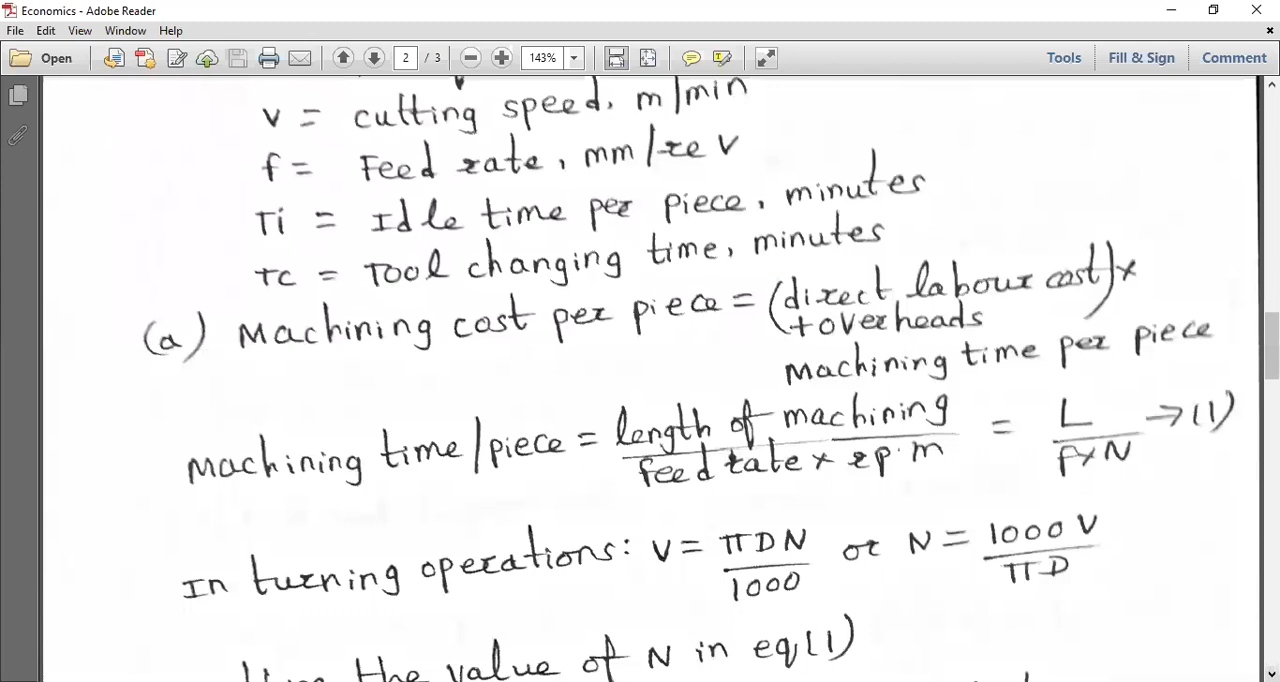 Economics - Adobe Reader
File Edit View Window Help
Open 2 / 3 143% Tools Fill & Sign Comment
V = cutting speed, m/min
f = Feed rate, mm/rev
Ti = Idle time per piece, minutes
TC = Tool changing time, minutes
(a) Machining cost per piece = (direct labour cost) ×
+ overheads
Machining time per piece
Machining time/piece = length of machining / feed rate × rp.m = L / F×N → (1)
In turning operations: V = πDN / 1000 or N = 1000 V / πD
the value of N in eq(1)